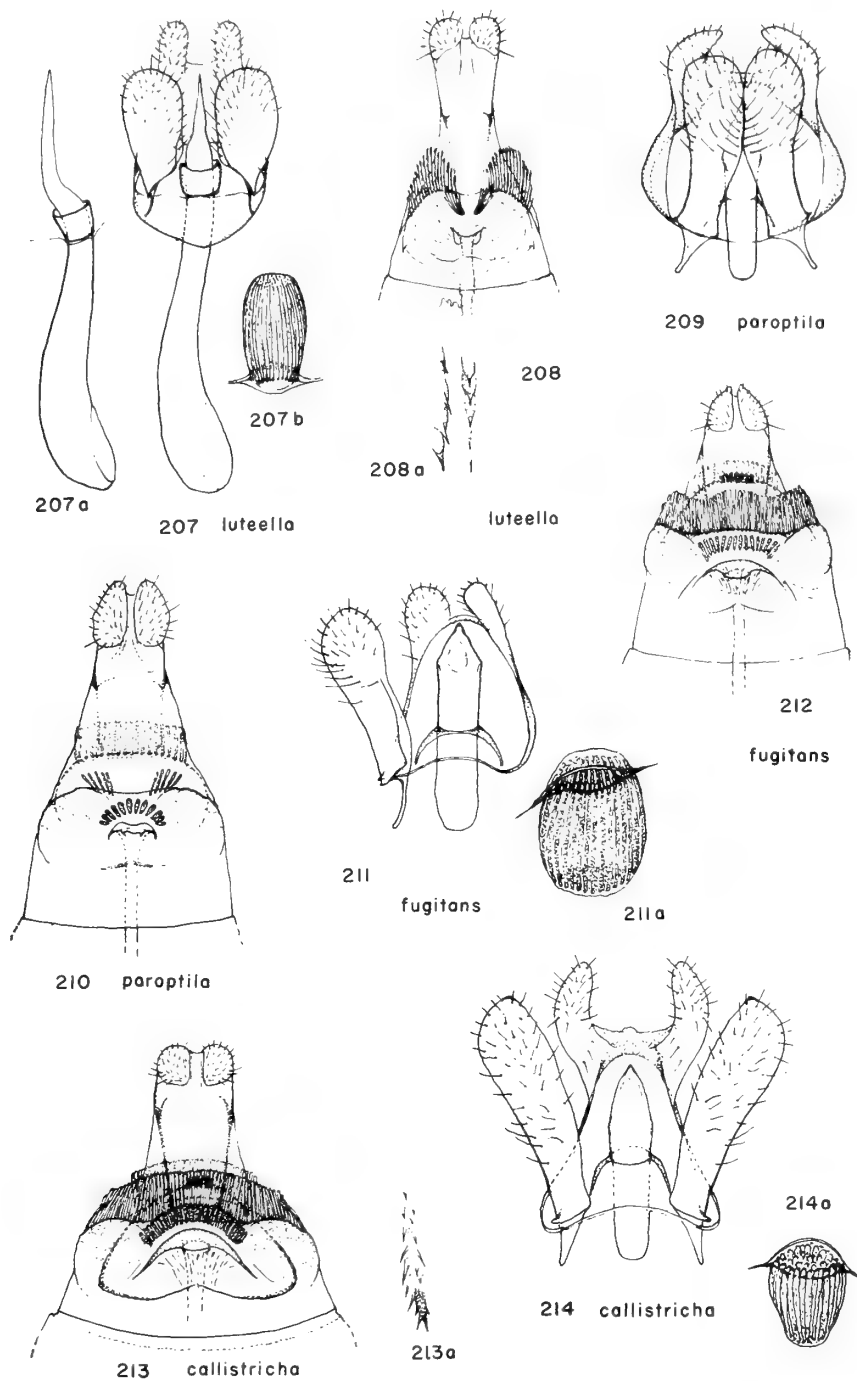 207a
207 luteella
207b
208
208a
luteella
209 paroptila
210 paroptila
211
fugitans
211a
212
fugitans
213 callistricha
213a
214 callistricha
214a